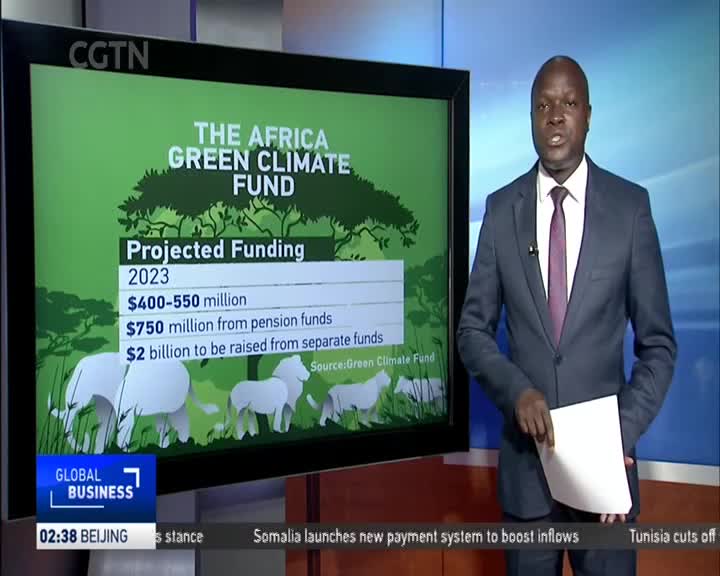 CGTN
THE AFRICA
GREEN CLIMATE
FUND
Projected Funding
2023
$400-550 million
$750 million from pension funds
$2 billion to be raised from separate funds
Source:Green Climate Fund
GLOBAL
BUSINESS
02:38 BEIJING
s stance Somalia launches new payment system to boost inflows Tunisia cuts off